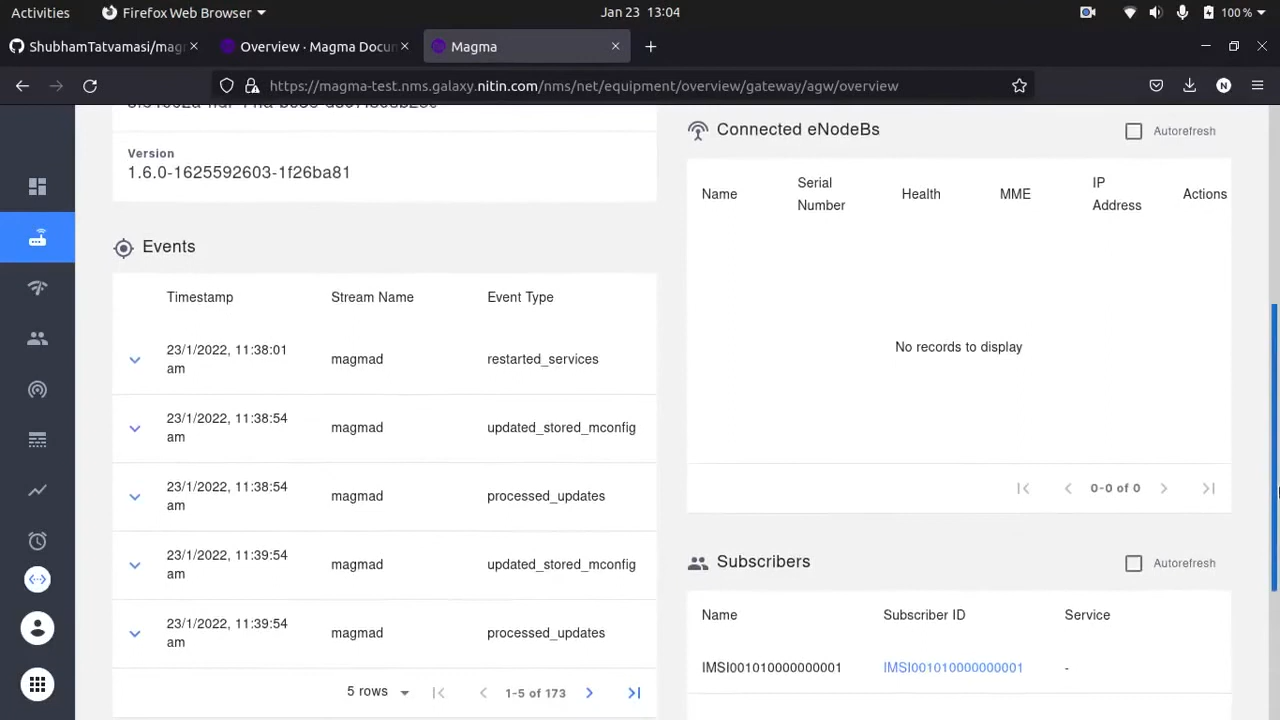 Activities
Firefox Web Browser
Jan 23 13:04
100 %
ShubhamTatvamasi/mag
Overview · Magma Docun
Magma
https://magma-test.nms.galaxy.nitin.com/nms/net/equipment/overview/gateway/agw/overview
N
Version
1.6.0-1625592603-1f26ba81
Events
Timestamp
Stream Name
Event Type
23/1/2022, 11:38:01
am
magmad
restarted_services
23/1/2022, 11:38:54
am
magmad
updated_stored_mconfig
23/1/2022, 11:38:54
am
magmad
processed_updates
23/1/2022, 11:39:54
am
magmad
updated_stored_mconfig
23/1/2022, 11:39:54
am
magmad
processed_updates
5 rows
1-5 of 173
Connected eNodeBs
Autorefresh
Name
Serial
Number
Health
MME
IP
Address
Actions
No records to display
0-0 of 0
Subscribers
Autorefresh
Name
Subscriber ID
Service
IMSI001010000000001
IMSI001010000000001
-